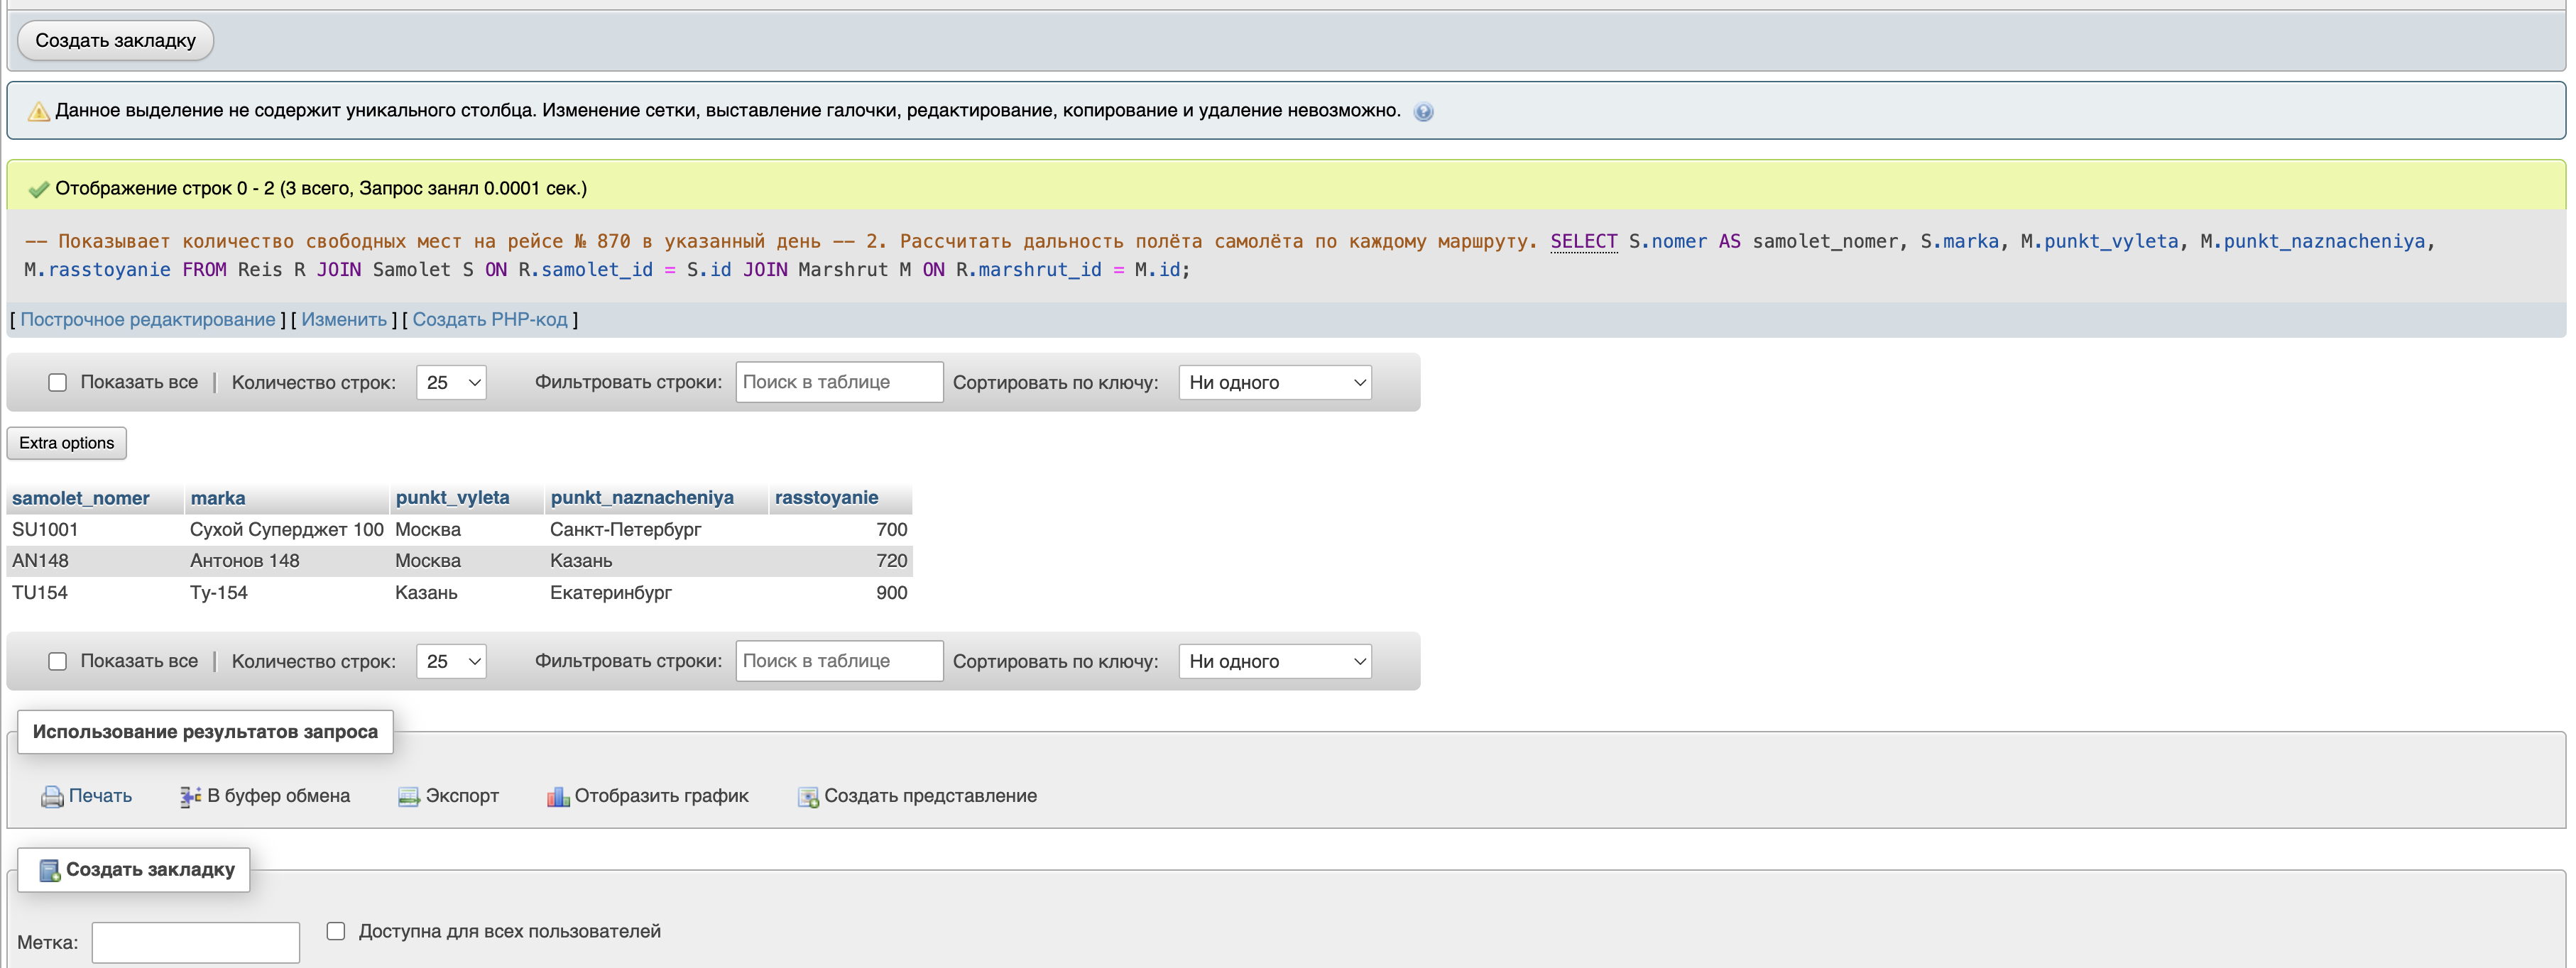 Создать закладку
Данное выделение не содержит уникального столбца. Изменение сетки, выставление галочки, редактирование, копирование и удаление невозможно.
Отображение строк 0 - 2 (3 всего, Запрос занял 0.0001 сек.)
-- Показывает количество свободных мест на рейсе № 870 в указанный день -- 2. Рассчитать дальность полёта самолёта по каждому маршруту. SELECT S.nomer AS samolet_nomer, S.marka, M.punkt_vyleta, M.punkt_naznacheniya,
M.rasstoyanie FROM Reis R JOIN Samolet S ON R.samolet_id = S.id JOIN Marshrut M ON R.marshrut_id = M.id;
[ Построчное редактирование ] [ Изменить ] [ Создать PHP-код ]
Показать все | Количество строк: 25 Фильтровать строки: Поиск в таблице Сортировать по ключу: Ни одного
Extra options
samolet_nomer marka punkt_vyleta punkt_naznacheniya rasstoyanie
SU1001 Сухой Суперджет 100 Москва Санкт-Петербург 700
AN148 Антонов 148 Москва Казань 720
TU154 Ту-154 Казань Екатеринбург 900
Показать все | Количество строк: 25 Фильтровать строки: Поиск в таблице Сортировать по ключу: Ни одного
Использование результатов запроса
Печать В буфер обмена Экспорт Отобразить график Создать представление
Создать закладку
Метка: Доступна для всех пользователей